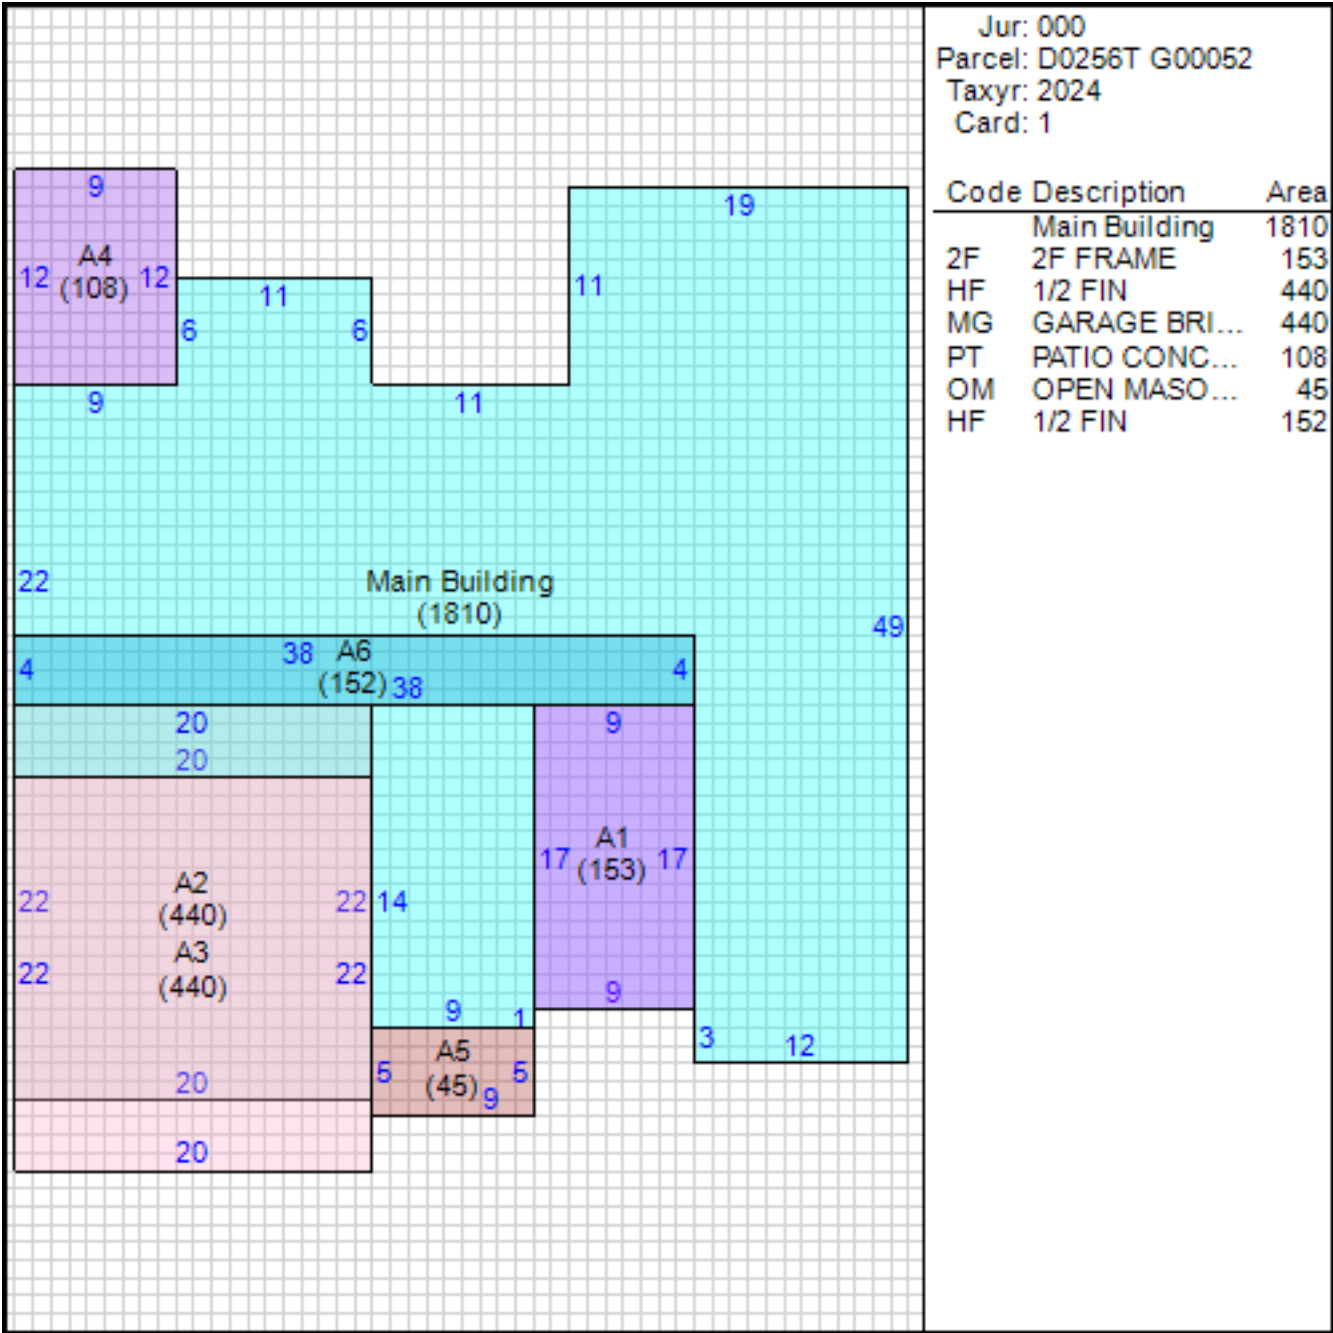 Jur: 000
Parcel: D0256T G00052
Taxyr: 2024
Card: 1
Code Description Area
Main Building 1810
2F 2F FRAME 153
HF 1/2 FIN 440
MG GARAGE BRI... 440
PT PATIO CONC... 108
OM OPEN MASO... 45
HF 1/2 FIN 152
9
19
A4
12 (108) 12
11
11
6
6
9
11
22
Main Building
(1810)
49
38 A6
4
4
(152) 38
20
9
20
A1
17 (153) 17
A2
22 (440) 22
14
A3
22 (440) 22
9
9
1
3
12
A5
5 (45) 5
9
20
20